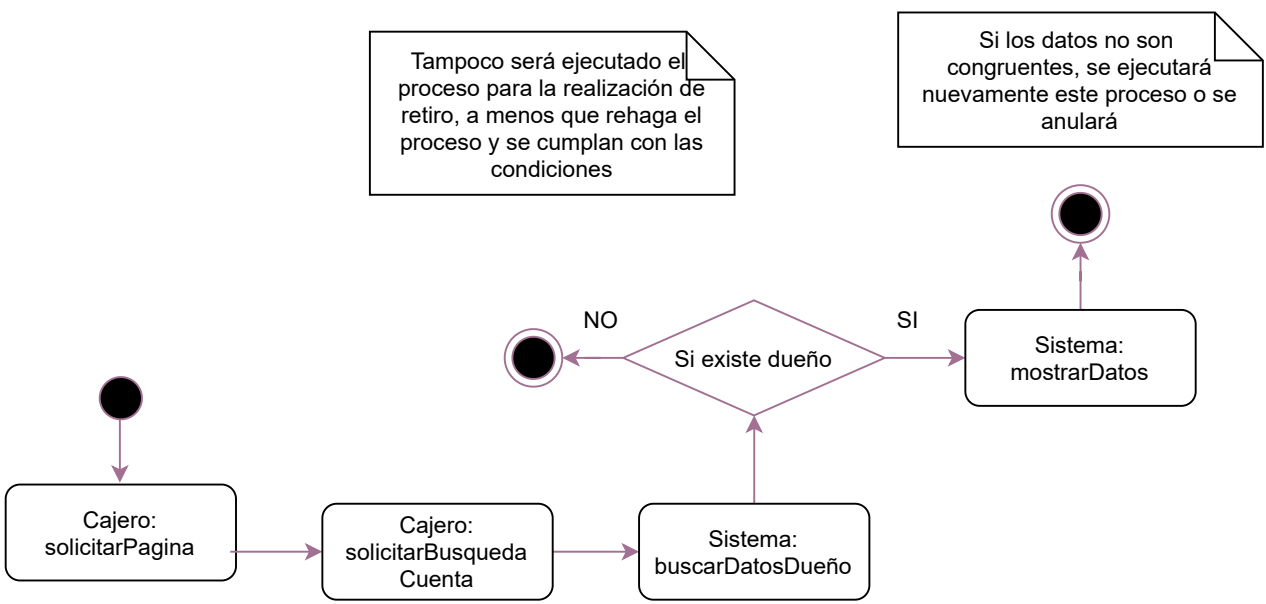 Tampoco será ejecutado el
proceso para la realización de
retiro, a menos que rehaga el
proceso y se cumplan con las
condiciones
Si los datos no son
congruentes, se ejecutará
nuevamente este proceso o se
anulará
NO
SI
Si existe dueño
Sistema:
mostrarDatos
Cajero:
solicitarPagina
Cajero:
solicitarBusqueda
Cuenta
Sistema:
buscarDatosDueño